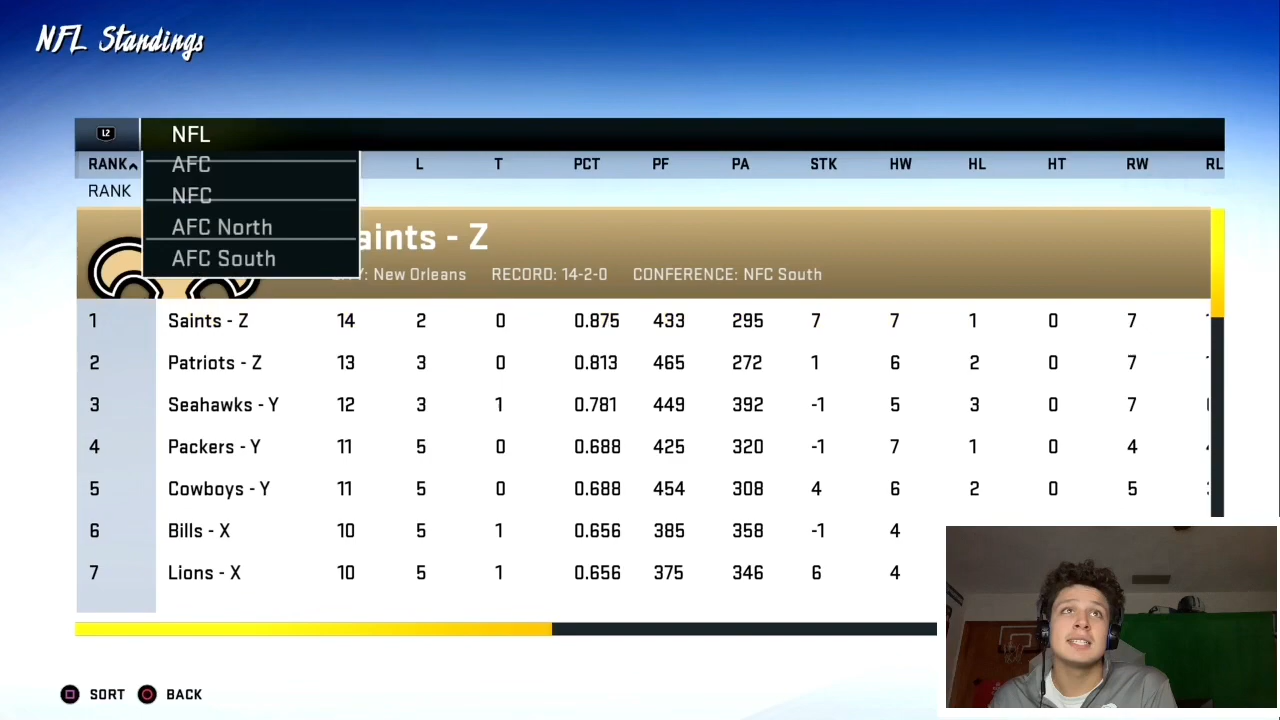 NFL Standings
L2 NFL
RANK L T PCT PF PA STK HW HL HT RW RL
AFC
RANK
NFC
AFC North
AFC South
aints - Z
: New Orleans RECORD: 14-2-0 CONFERENCE: NFC South
1 Saints - Z 14 2 0 0.875 433 295 7 7 1 0 7
2 Patriots - Z 13 3 0 0.813 465 272 1 6 2 0 7
3 Seahawks - Y 12 3 1 0.781 449 392 -1 5 3 0 7
4 Packers - Y 11 5 0 0.688 425 320 -1 7 1 0 4
5 Cowboys - Y 11 5 0 0.688 454 308 4 6 2 0 5
6 Bills - X 10 5 1 0.656 385 358 -1 4
7 Lions - X 10 5 1 0.656 375 346 6 4
SORT BACK